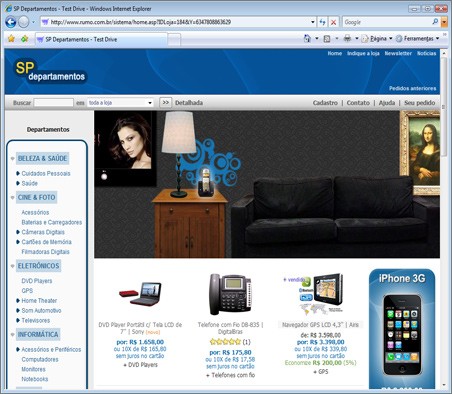 SP Departamentos - Test Drive - Windows Internet Explorer
http://www.rumo.com.br/sistema/home.asp?IDLoja=184&Y=6347808863629
Google
SP Departamentos - Test Drive
Página
Ferramentas
Home Indique a loja Newsletter Notícias
SP
departamentos
Pedidos anteriores
Buscar em toda a loja >> Detalhada
Cadastro | Contato | Ajuda | Seu pedido
Departamentos
BELEZA & SAÚDE
Cuidados Pessoais
Saúde
CINE & FOTO
Acessórios
Baterias e Carregadores
Câmeras Digitais
Cartões de Memória
Filmadoras Digitais
ELETRÔNICOS
DVD Players
GPS
Home Theater
Som Automotivo
Televisores
INFORMÁTICA
Acessórios e Periféricos
Computadores
Monitores
Notebooks
DVD Player Portátil c/ Tela LCD de
7" | Sony (novo)
por: R$ 1.658,00
ou 10X de R$ 165,80
sem juros no cartão
+ DVD Players
Telefone com Fio DB-835 |
DigitalBras
(1)
por: R$ 175,80
ou 10X de R$ 17,58
sem juros no cartão
+ Telefones com fio
+ vendido
Bluetooth
Navegador GPS LCD 4,3" | Airis
de: R$ 3.598,00
por: R$ 3.398,00
ou 10X de R$ 339,80
sem juros no cartão
Economize R$ 200,00 (5%)
+ GPS
iPhone 3G